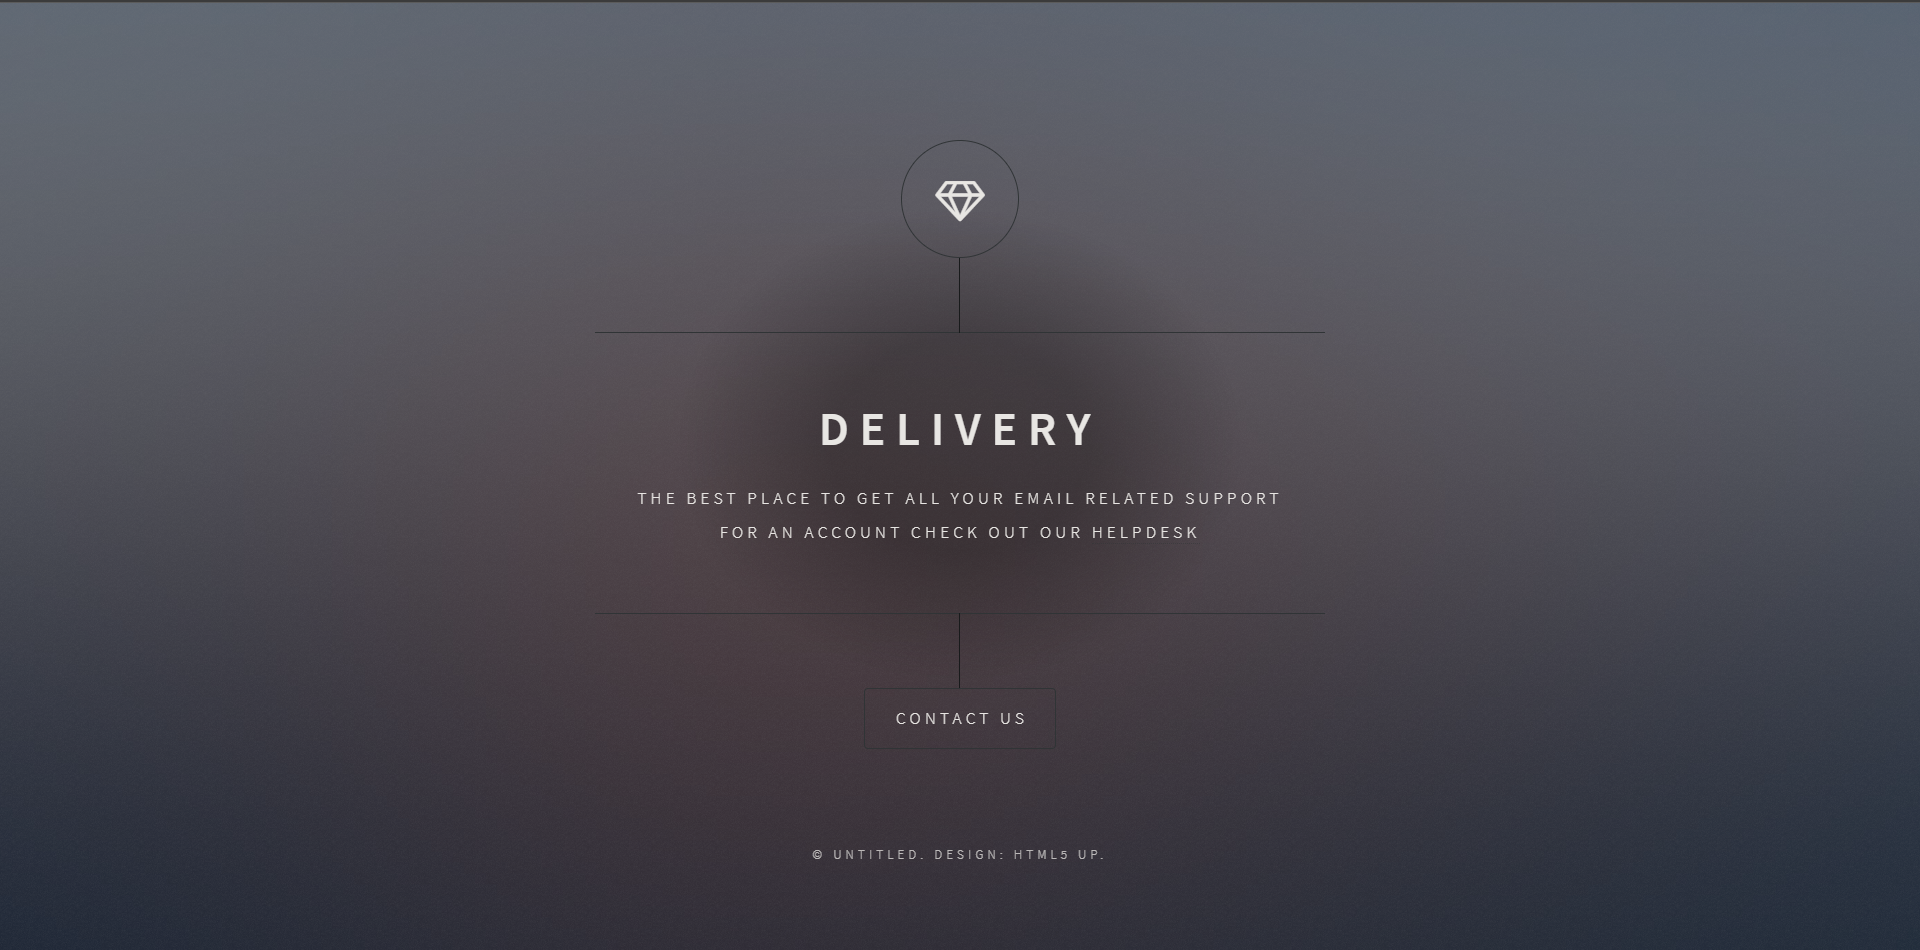 DELIVERY
THE BEST PLACE TO GET ALL YOUR EMAIL RELATED SUPPORT
FOR AN ACCOUNT CHECK OUT OUR HELPDESK
CONTACT US
© UNTITLED. DESIGN: HTML5 UP.